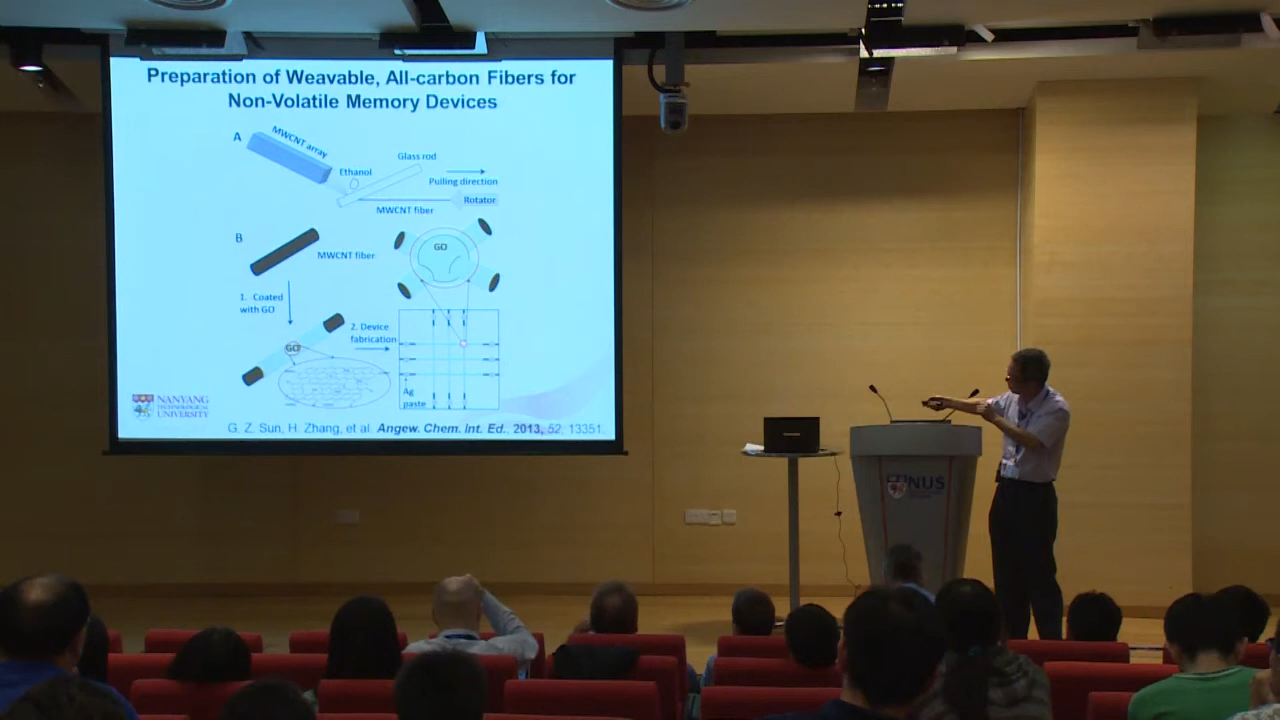 Preparation of Weavable, All-carbon Fibers for
Non-Volatile Memory Devices
A
MWCNT array
Ethanol
Glass rod
Pulling direction
Rotator
MWCNT fiber
B
MWCNT fiber
GO
1. Coated
with GO
GO
2. Device
fabrication
Ag
paste
NANYANG
TECHNOLOGICAL
UNIVERSITY
G. Z. Sun, H. Zhang, et al. Angew. Chem. Int. Ed., 2013, 52, 13351.
NUS